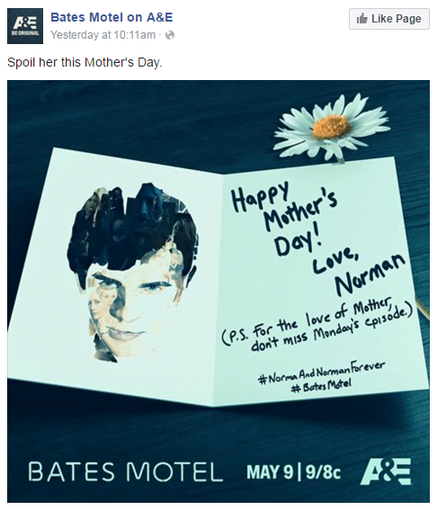 A&E
BE ORIGINAL
Bates Motel on A&E
Yesterday at 10:11am ·
Like Page
Spoil her this Mother's Day.
Happy
Mother's
Day!
Love,
Norman
(P.S. For the love of Mother,
don't miss Monday's episode.)
#NormaAndNormanForever
#BatesMotel
BATES MOTEL MAY 9 | 9/8c A&E